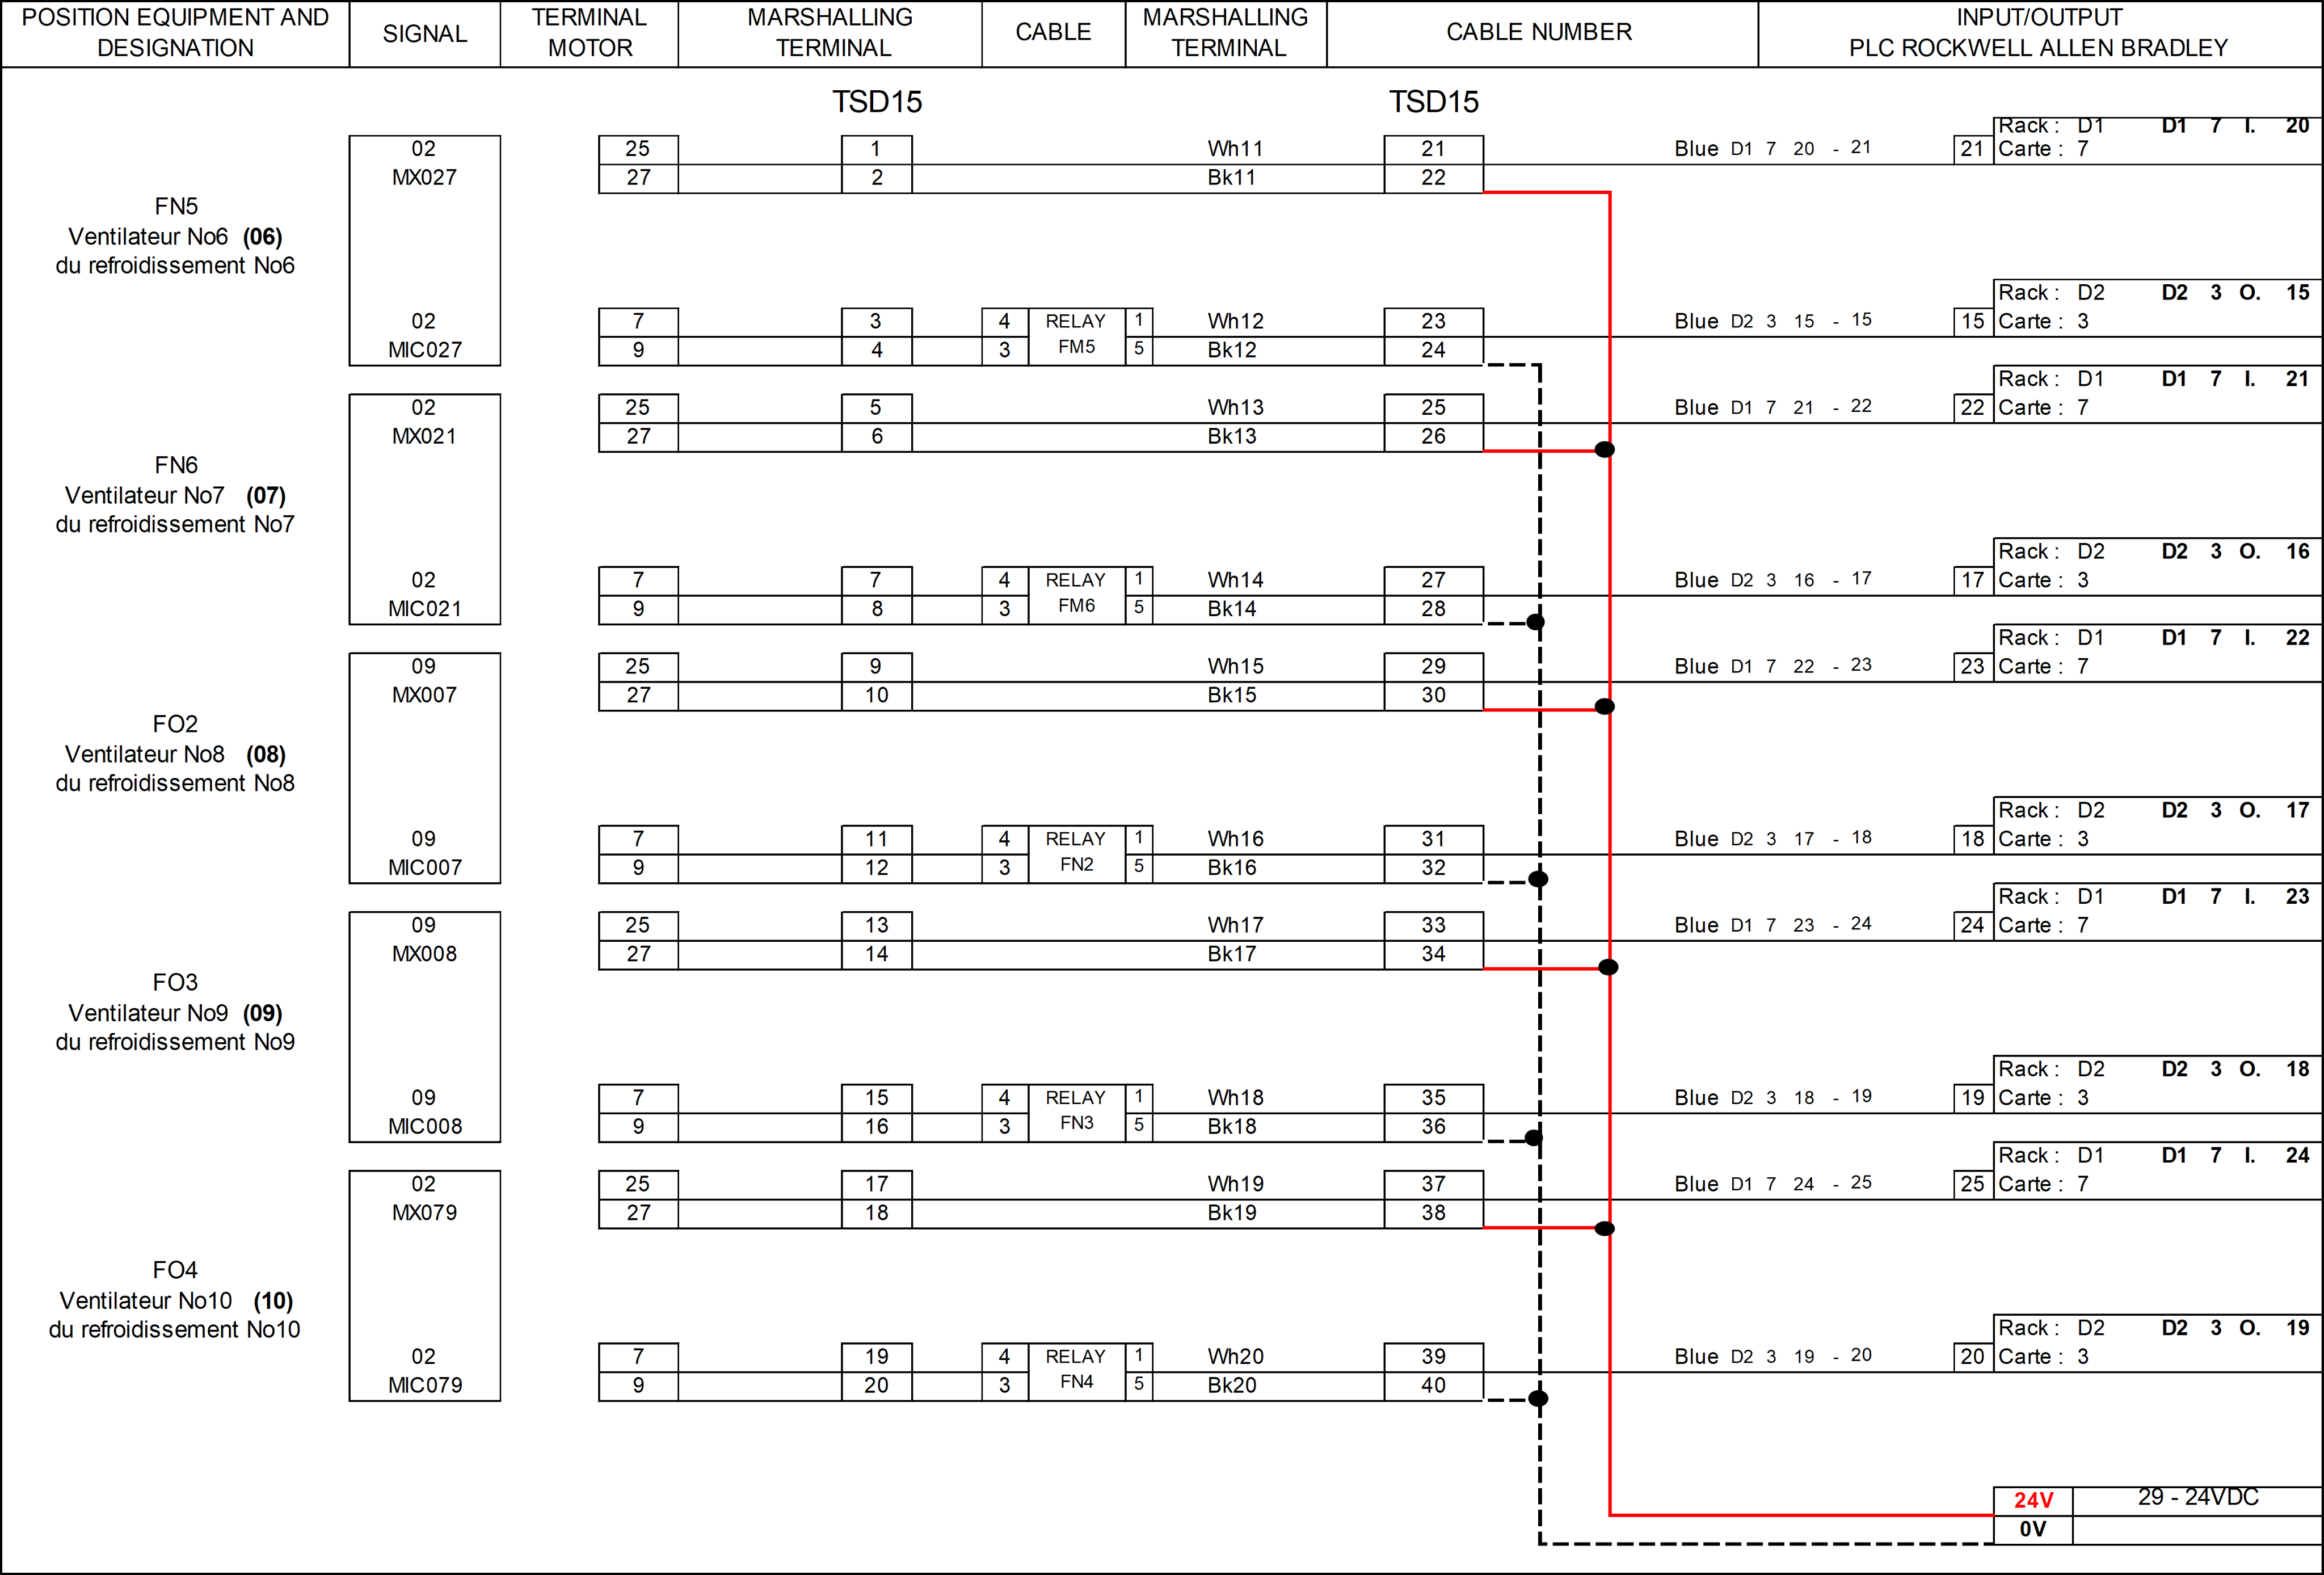 POSITION EQUIPMENT AND DESIGNATION SIGNAL TERMINAL MOTOR MARSHALLING TERMINAL CABLE MARSHALLING TERMINAL CABLE NUMBER INPUT/OUTPUT PLC ROCKWELL ALLEN BRADLEY
TSD15 TSD15
Rack : D1 D1 7 I. 20
02 25 1 Wh11 21 Blue D1 7 20 - 21 21 Carte : 7
MX027 27 2 Bk11 22
FN5
Ventilateur No6 (06)
du refroidissement No6
Rack : D2 D2 3 O. 15
02 7 3 4 RELAY 1 Wh12 23 Blue D2 3 15 - 15 15 Carte : 3
MIC027 9 4 3 FM5 5 Bk12 24
Rack : D1 D1 7 I. 21
02 25 5 Wh13 25 Blue D1 7 21 - 22 22 Carte : 7
MX021 27 6 Bk13 26
FN6
Ventilateur No7 (07)
du refroidissement No7
Rack : D2 D2 3 O. 16
02 7 7 4 RELAY 1 Wh14 27 Blue D2 3 16 - 17 17 Carte : 3
MIC021 9 8 3 FM6 5 Bk14 28
Rack : D1 D1 7 I. 22
09 25 9 Wh15 29 Blue D1 7 22 - 23 23 Carte : 7
MX007 27 10 Bk15 30
FO2
Ventilateur No8 (08)
du refroidissement No8
Rack : D2 D2 3 O. 17
09 7 11 4 RELAY 1 Wh16 31 Blue D2 3 17 - 18 18 Carte : 3
MIC007 9 12 3 FN2 5 Bk16 32
Rack : D1 D1 7 I. 23
09 25 13 Wh17 33 Blue D1 7 23 - 24 24 Carte : 7
MX008 27 14 Bk17 34
FO3
Ventilateur No9 (09)
du refroidissement No9
Rack : D2 D2 3 O. 18
09 7 15 4 RELAY 1 Wh18 35 Blue D2 3 18 - 19 19 Carte : 3
MIC008 9 16 3 FN3 5 Bk18 36
Rack : D1 D1 7 I. 24
02 25 17 Wh19 37 Blue D1 7 24 - 25 25 Carte : 7
MX079 27 18 Bk19 38
FO4
Ventilateur No10 (10)
du refroidissement No10
Rack : D2 D2 3 O. 19
02 7 19 4 RELAY 1 Wh20 39 Blue D2 3 19 - 20 20 Carte : 3
MIC079 9 20 3 FN4 5 Bk20 40
24V 29 - 24VDC
0V